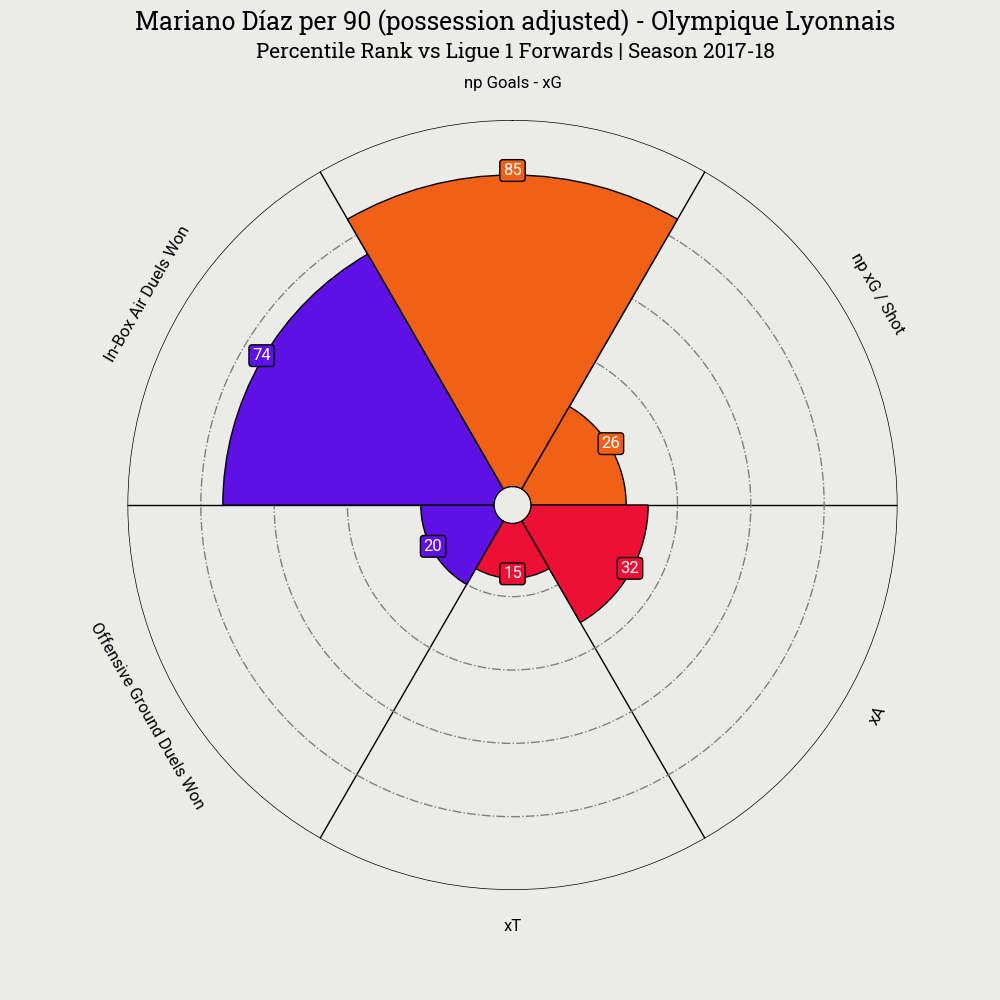 Mariano Díaz per 90 (possession adjusted) - Olympique Lyonnais
Percentile Rank vs Ligue 1 Forwards | Season 2017-18
np Goals - xG
85
In-Box Air Duels Won
np xG / Shot
74
26
20
15
32
Offensive Ground Duels Won
xA
xT